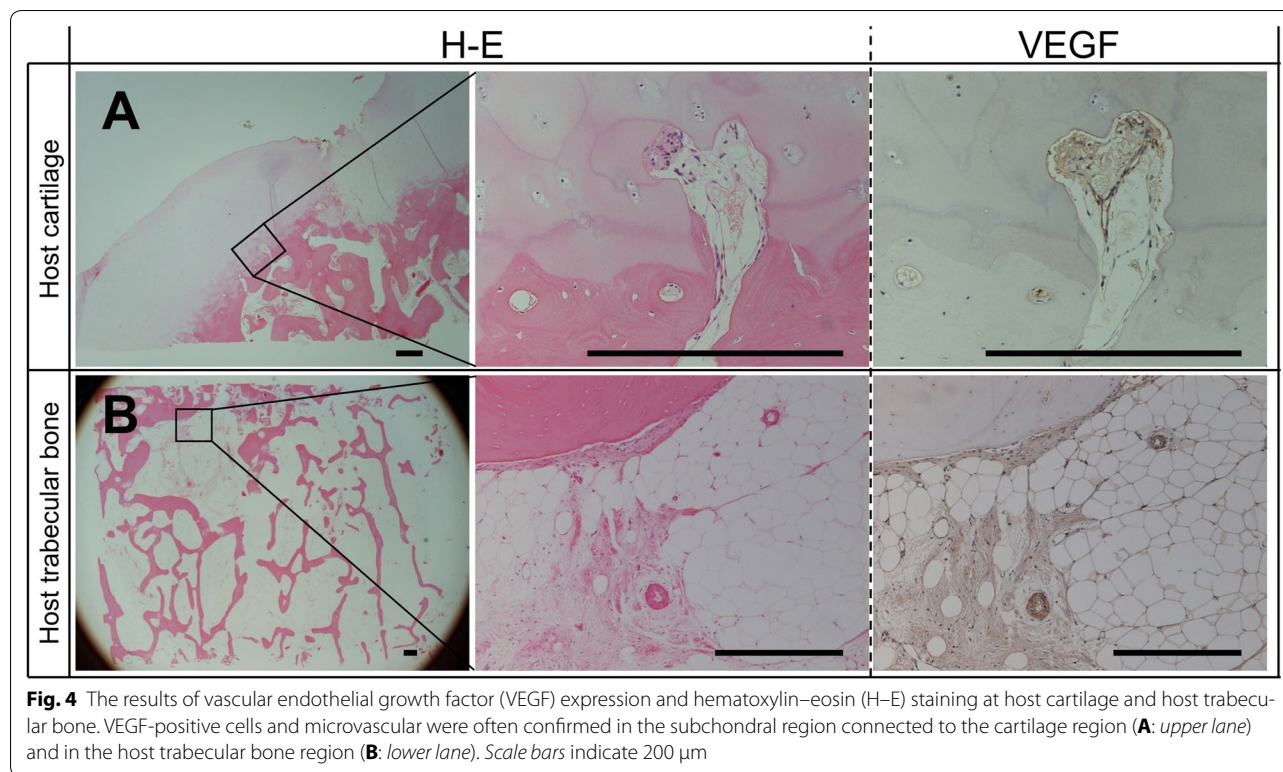 H-E VEGF
Host cartilage
A
Host trabecular bone
B
Fig. 4 The results of vascular endothelial growth factor (VEGF) expression and hematoxylin–eosin (H–E) staining at host cartilage and host trabecu-
lar bone. VEGF-positive cells and microvascular were often confirmed in the subchondral region connected to the cartilage region (A: upper lane)
and in the host trabecular bone region (B: lower lane). Scale bars indicate 200 μm